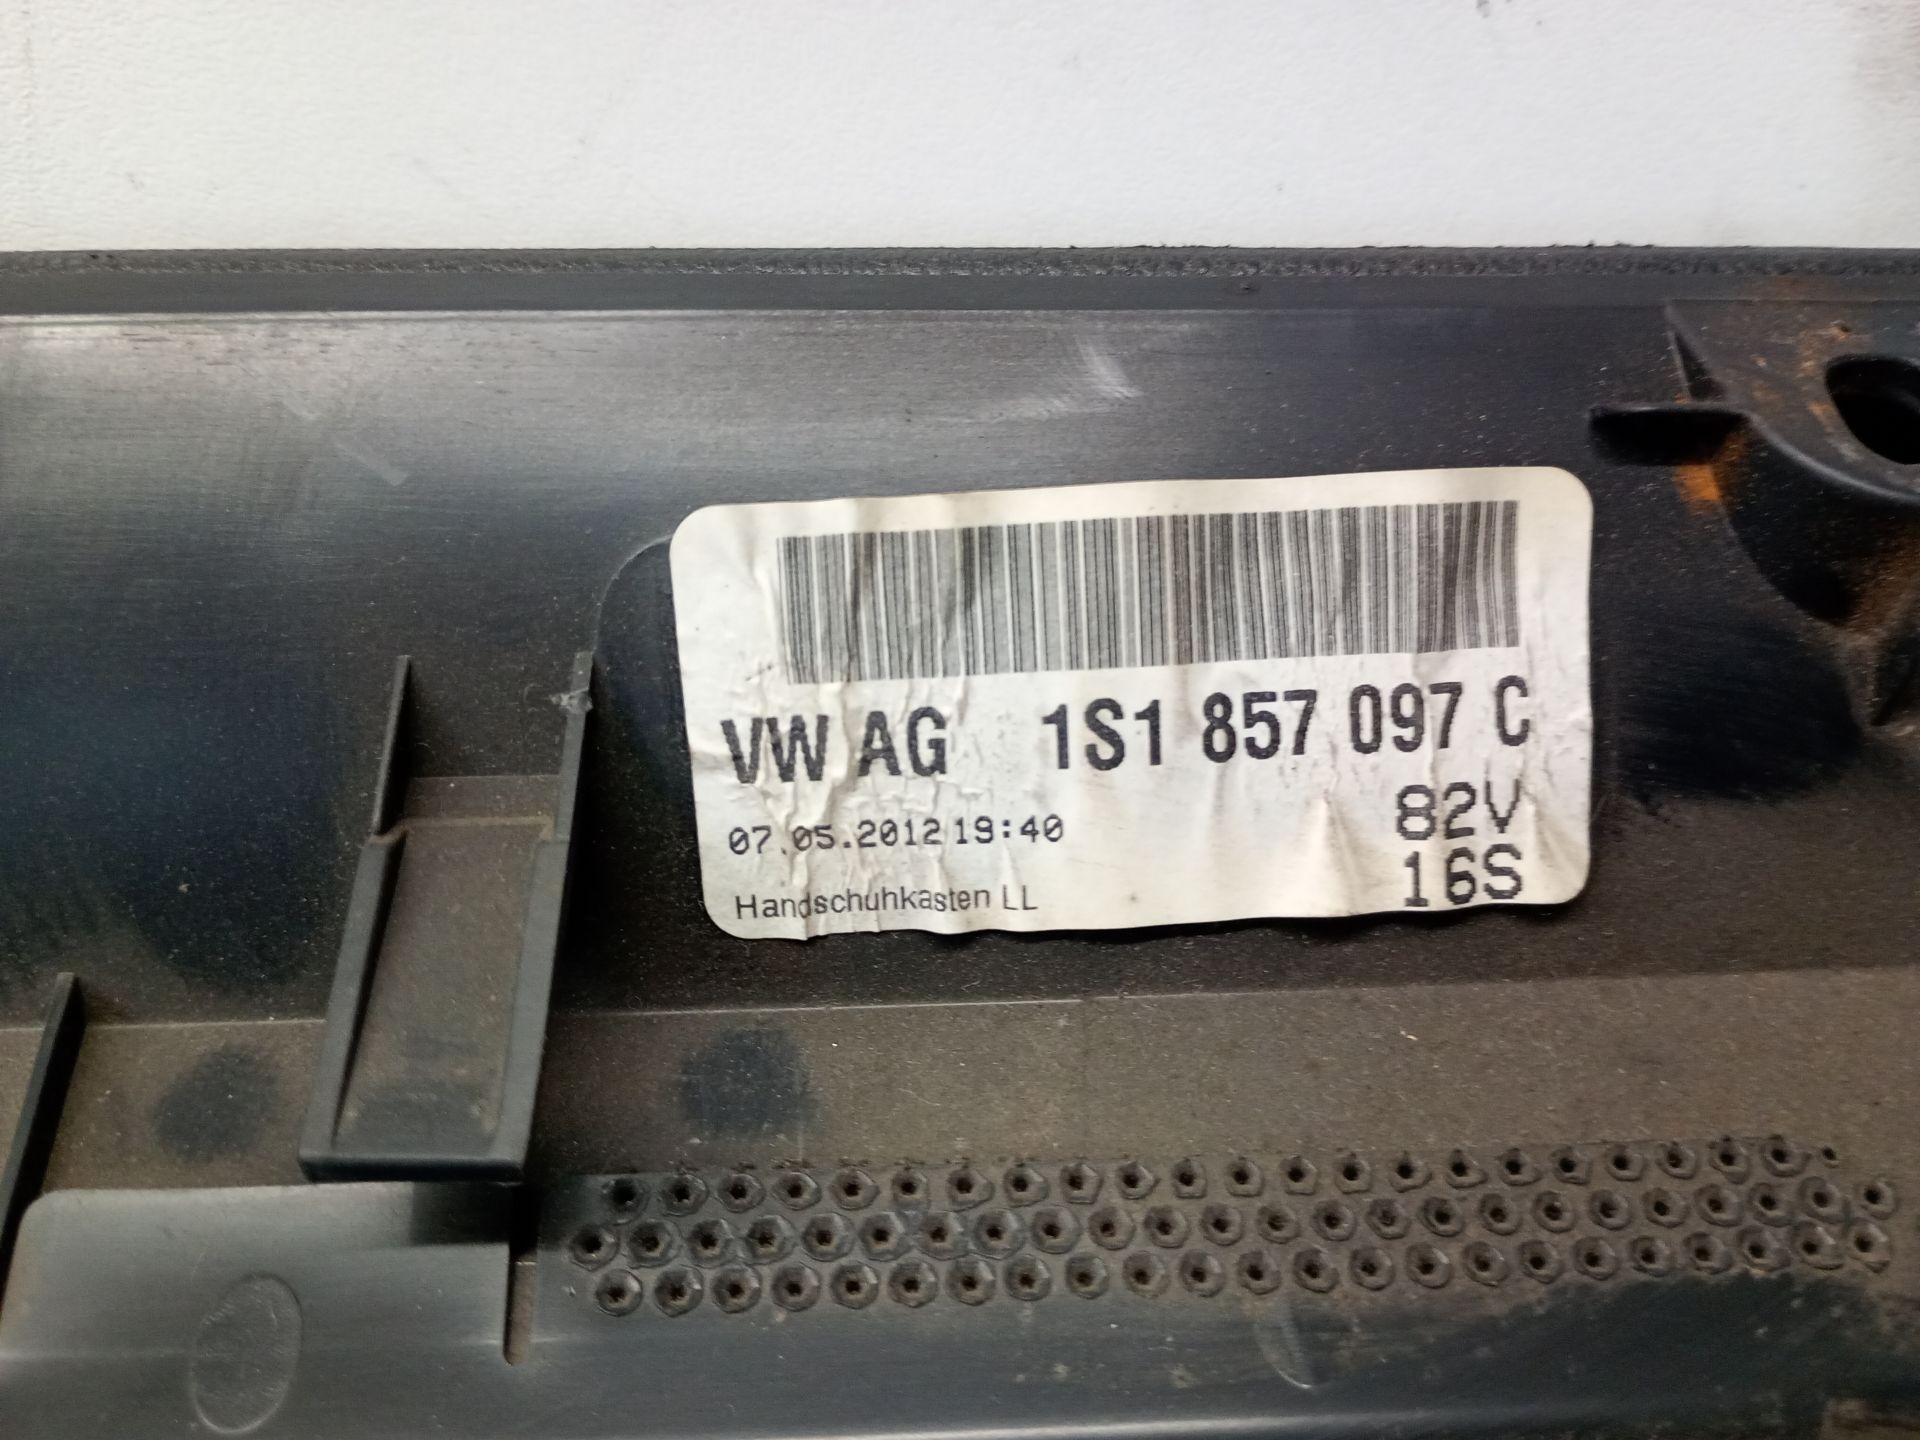 VW AG 1S1 857 097 C
82V
07.05.2012 19:40
16S
Handschuhkasten LL